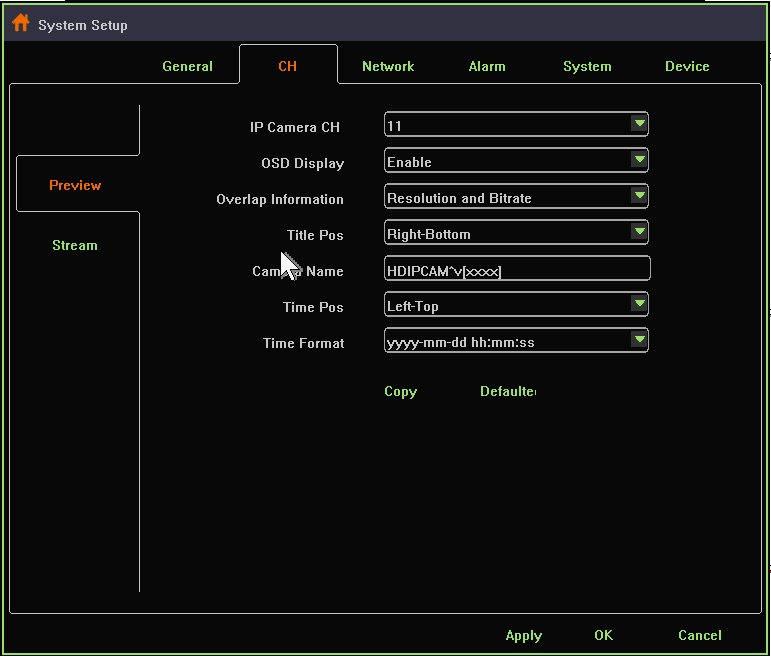 System Setup
General CH Network Alarm System Device
IP Camera CH 11
OSD Display Enable
Preview
Overlap Information Resolution and Bitrate
Title Pos Right-Bottom
Stream
Name HDIPCAM^v[xxxx]
Time Pos Left-Top
Time Format yyyy-mm-dd hh:mm:ss
Copy Defaulte
Apply OK Cancel